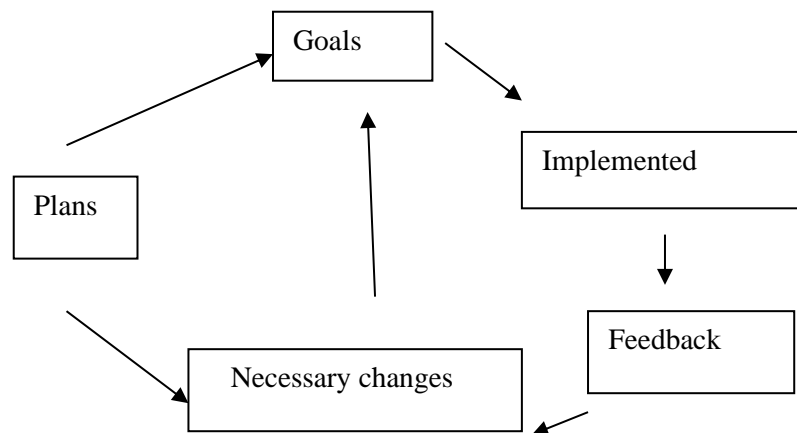 Goals
Implemented
Plans
Feedback
Necessary changes